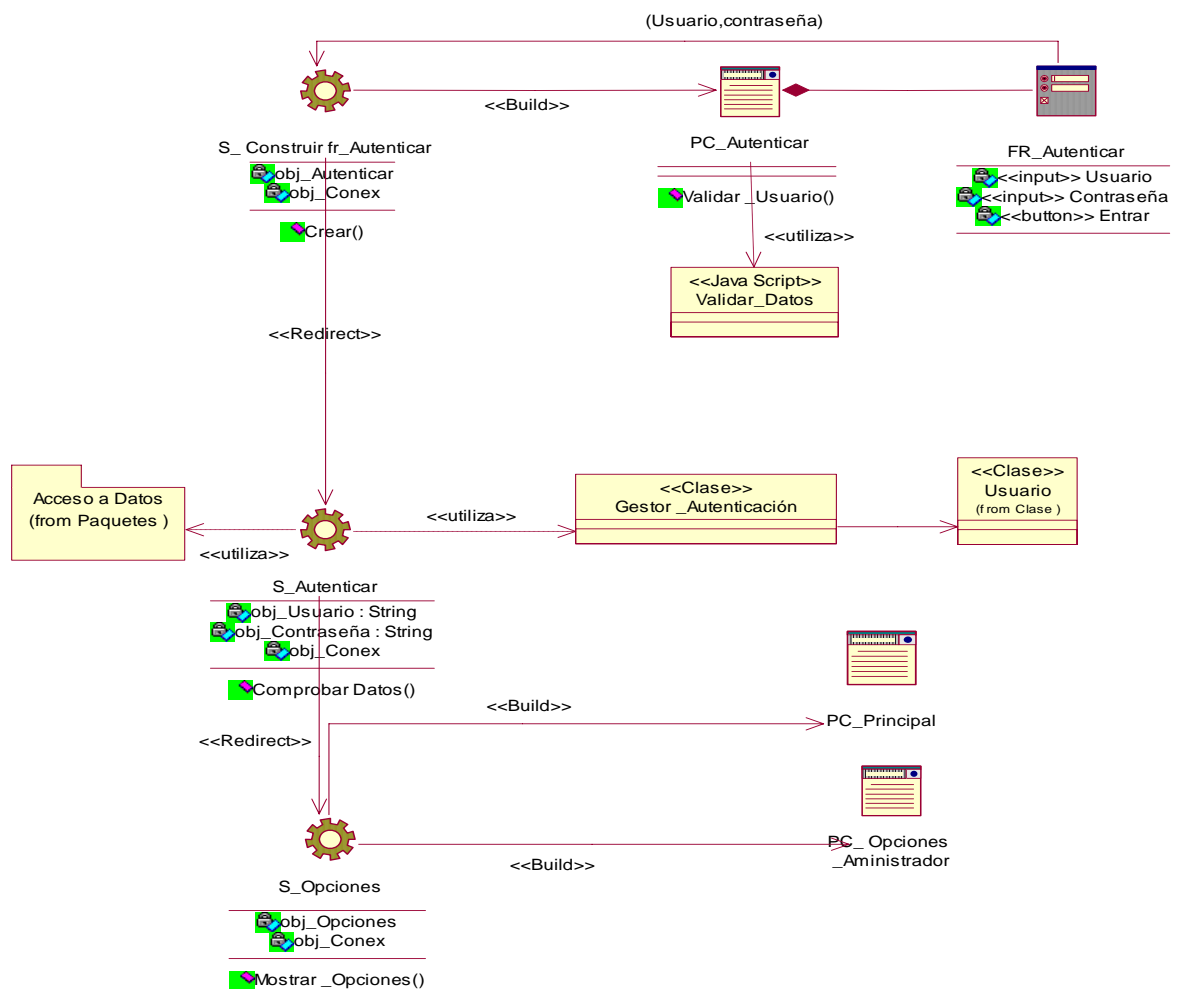 (Usuario,contraseña)
<<Build>>
S_ Construir fr_Autenticar
obj_Autenticar
obj_Conex
Crear()
PC_Autenticar
Validar _Usuario()
<<utiliza>>
FR_Autenticar
<<input>> Usuario
<<input>> Contraseña
<<button>> Entrar
<<Java Script>>
Validar_Datos
<<Redirect>>
Acceso a Datos
(from Paquetes )
<<utiliza>>
<<utiliza>>
<<Clase>>
Gestor _Autenticación
<<Clase>>
Usuario
(from Clase )
S_Autenticar
obj_Usuario : String
obj_Contraseña : String
obj_Conex
Comprobar Datos()
<<Build>>
PC_Principal
<<Redirect>>
<<Build>>
PC_ Opciones
_Aministrador
S_Opciones
obj_Opciones
obj_Conex
Mostrar _Opciones()